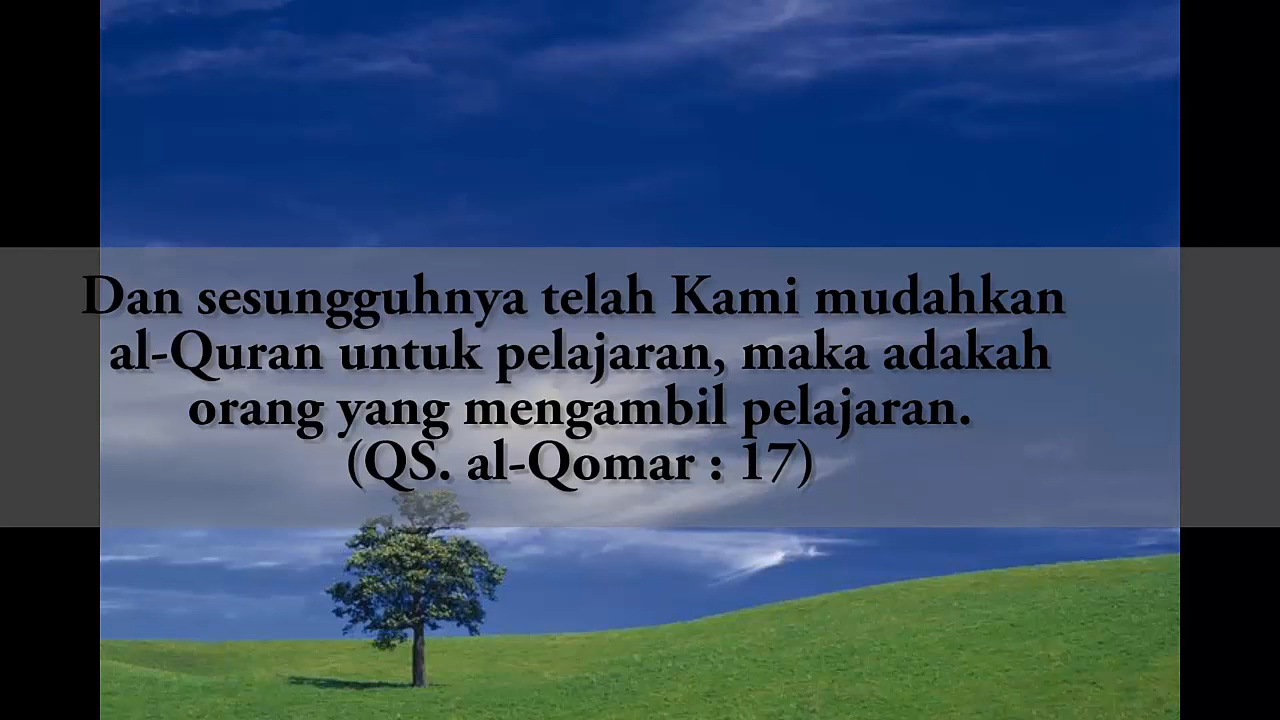 Dan sesungguhnya telah Kami mudahkan
al-Quran untuk pelajaran, maka adakah
orang yang mengambil pelajaran.
(QS. al-Qomar : 17)